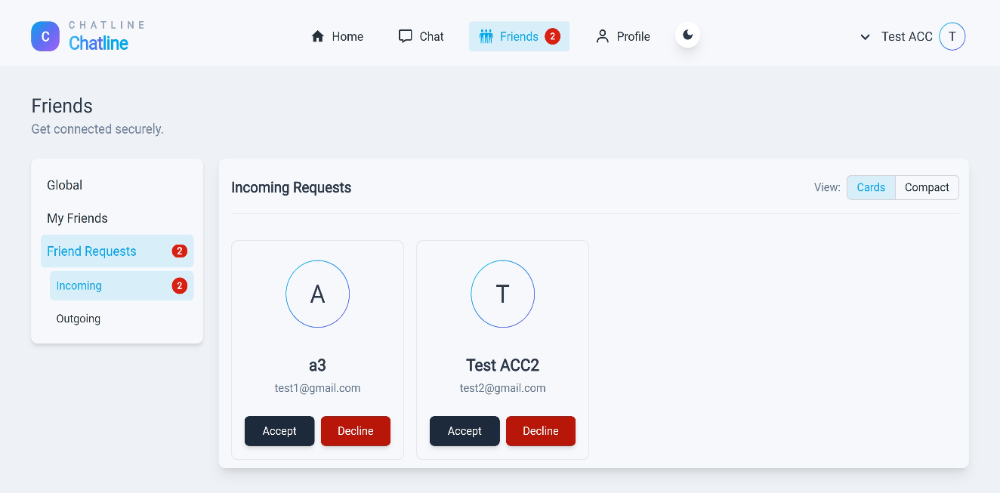 C
CHATLINE
Chatline
Home
Chat
Friends 2
Profile
Test ACC T
Friends
Get connected securely.
Global
My Friends
Friend Requests 2
Incoming 2
Outgoing
Incoming Requests
View: Cards Compact
A
a3
test1@gmail.com
Accept Decline
T
Test ACC2
test2@gmail.com
Accept Decline